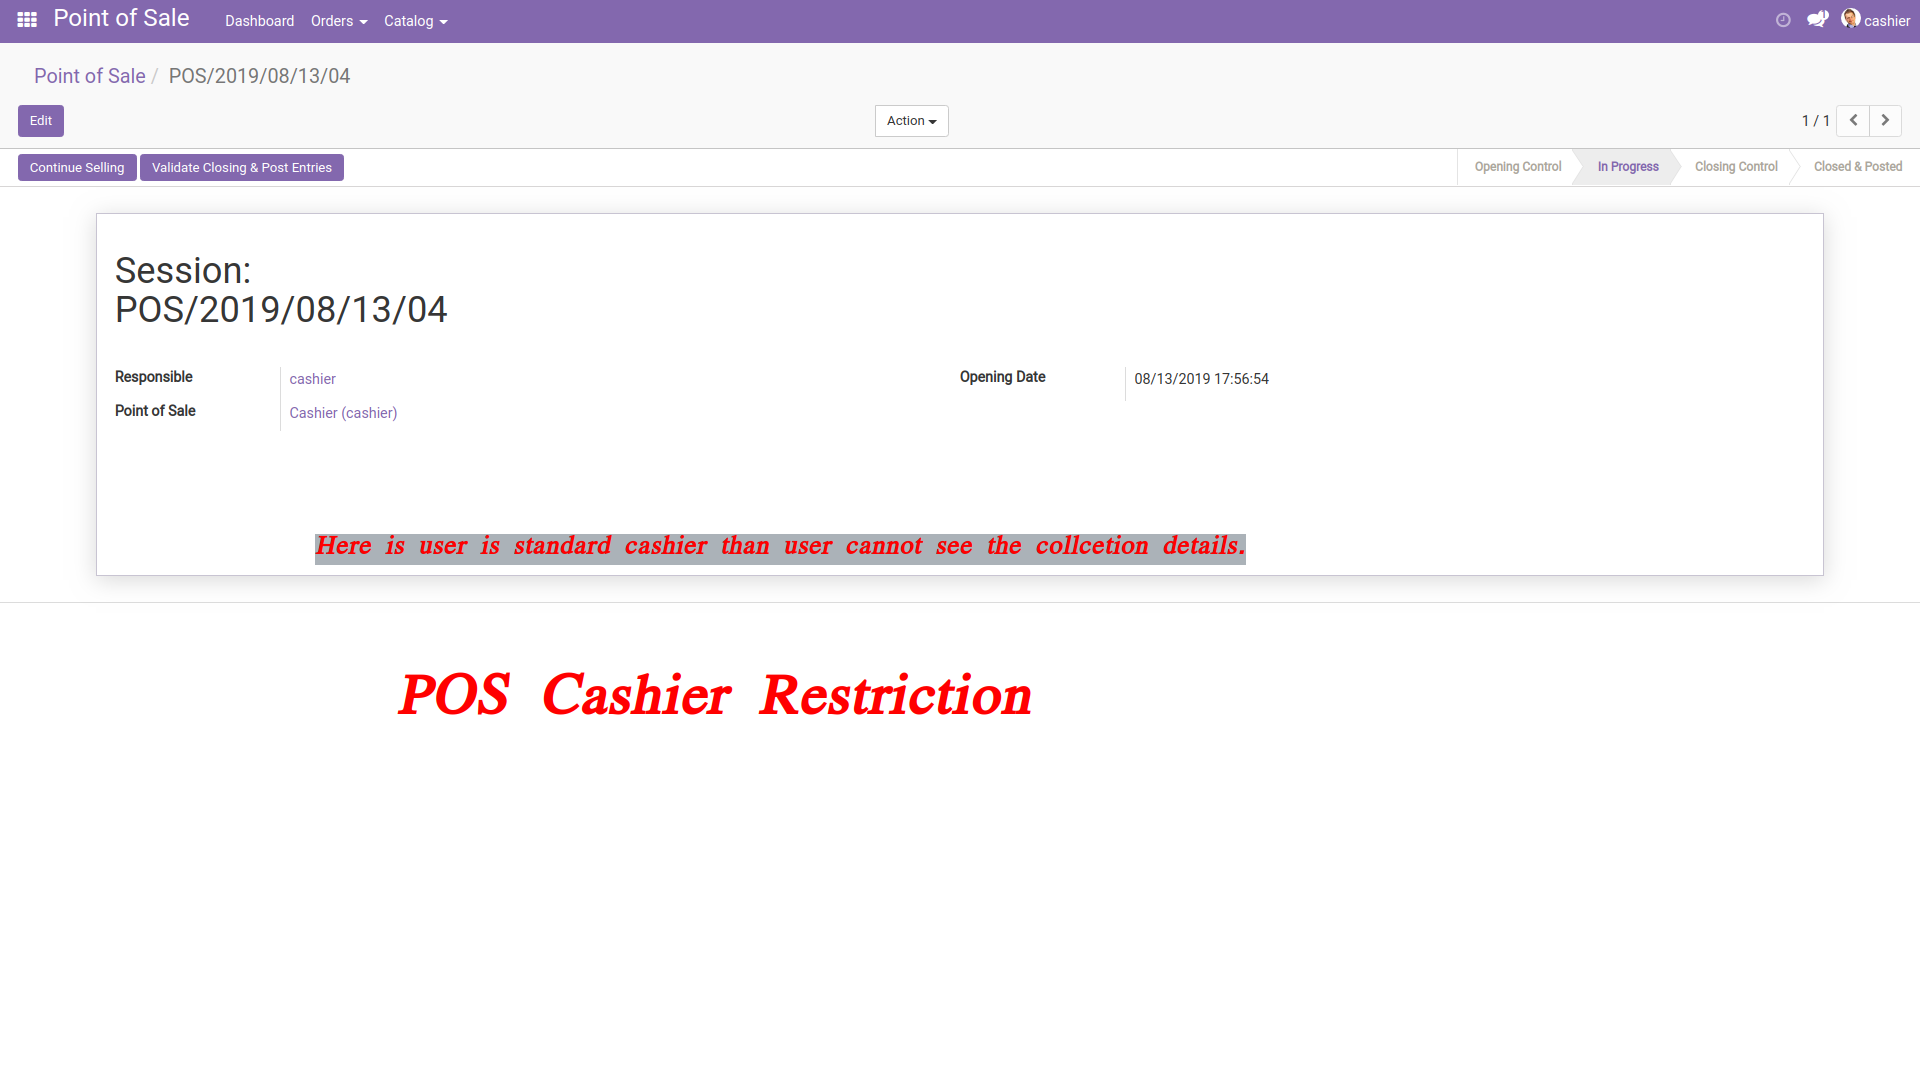 Point of Sale Dashboard Orders Catalog 1 cashier
Point of Sale / POS/2019/08/13/04
Edit Action 1 / 1
Continue Selling Validate Closing & Post Entries Opening Control In Progress Closing Control Closed & Posted
Session:
POS/2019/08/13/04
Responsible cashier Opening Date 08/13/2019 17:56:54
Point of Sale Cashier (cashier)
Here is user is standard cashier than user cannot see the collcetion details.
POS Cashier Restriction